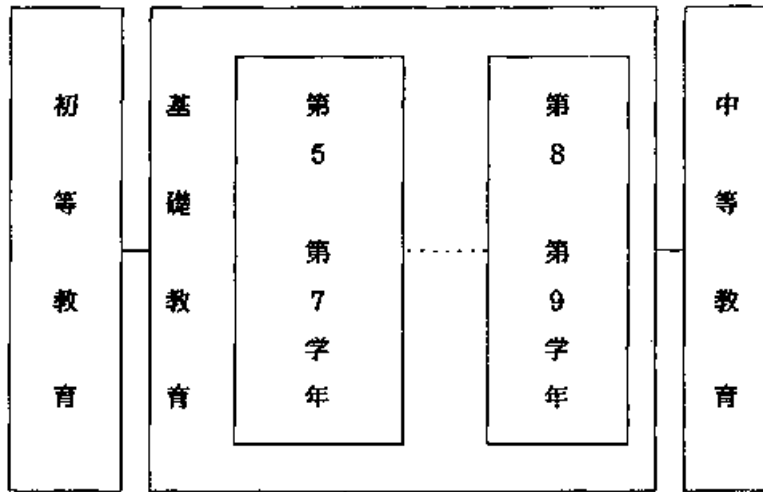 初等教育
基礎教育
第5
第7学年
第8
第9学年
中等教育